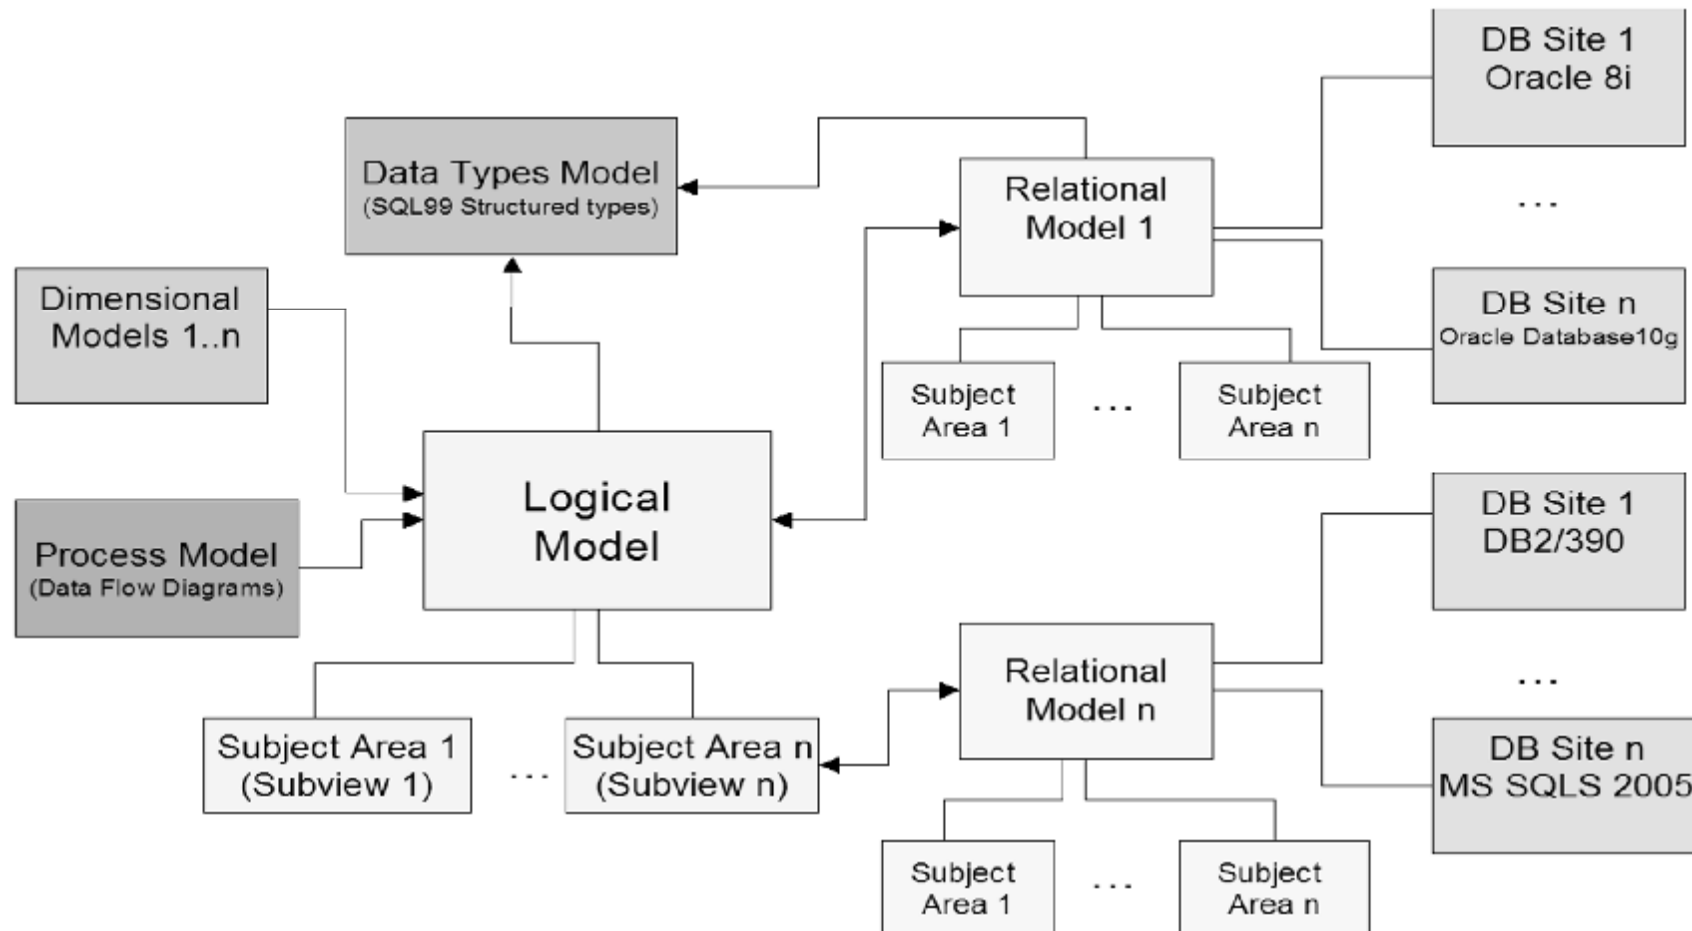 DB Site 1
Oracle 8i
Data Types Model
(SQL99 Structured types)
Relational
Model 1
...
Dimensional
Models 1..n
DB Site n
Oracle Database10g
Subject
Area 1
...
Subject
Area n
Logical
Model
Process Model
(Data Flow Diagrams)
DB Site 1
DB2/390
Relational
Model n
...
Subject Area 1
(Subview 1)
...
Subject Area n
(Subview n)
DB Site n
MS SQLS 2005
Subject
Area 1
...
Subject
Area n